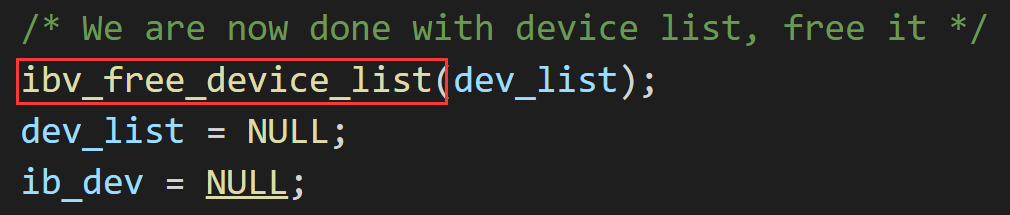 /* We are now done with device list, free it */
ibv_free_device_list(dev_list);
dev_list = NULL;
ib_dev = NULL;